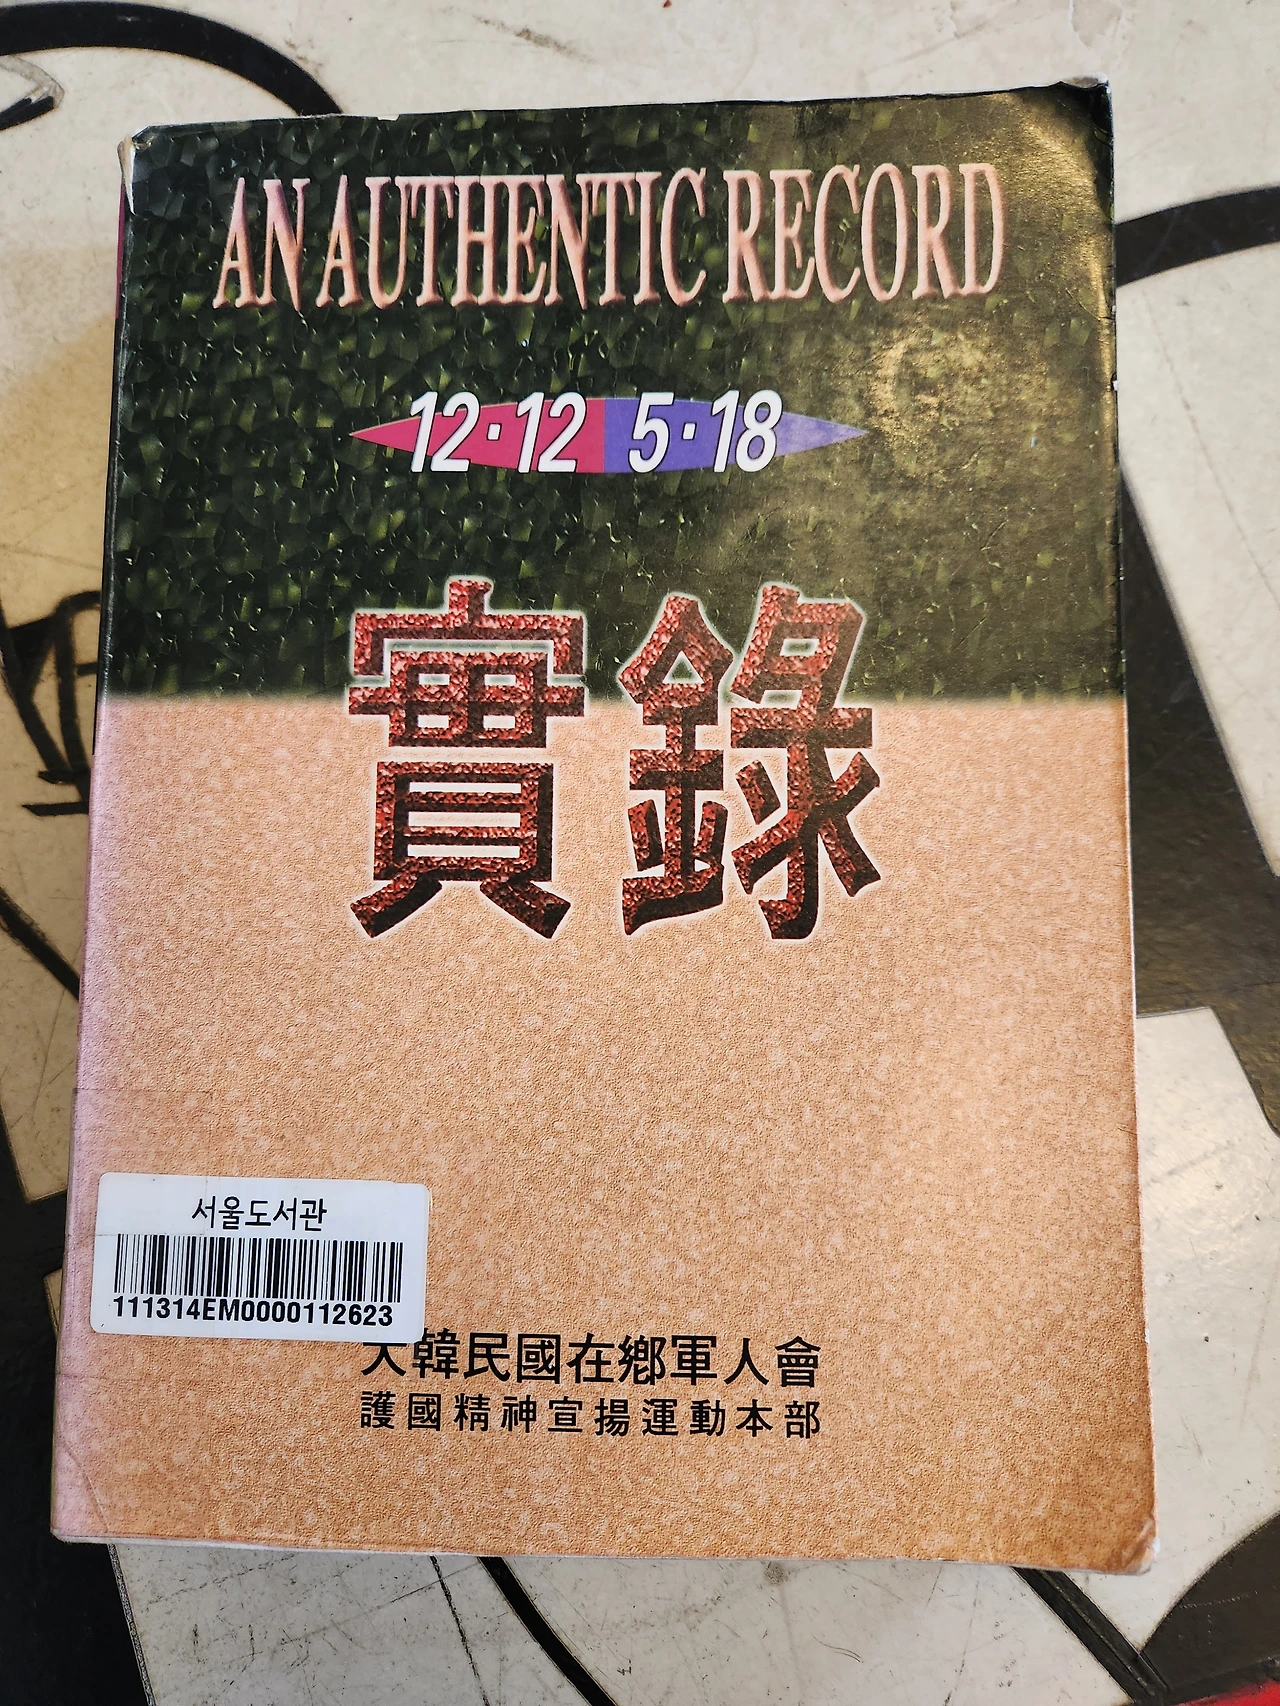 AN AUTHENTIC RECORD
12·12 5·18
實錄
서울도서관
111314EM0000112623
大韓民國在鄕軍人會
護國精神宣揚運動本部